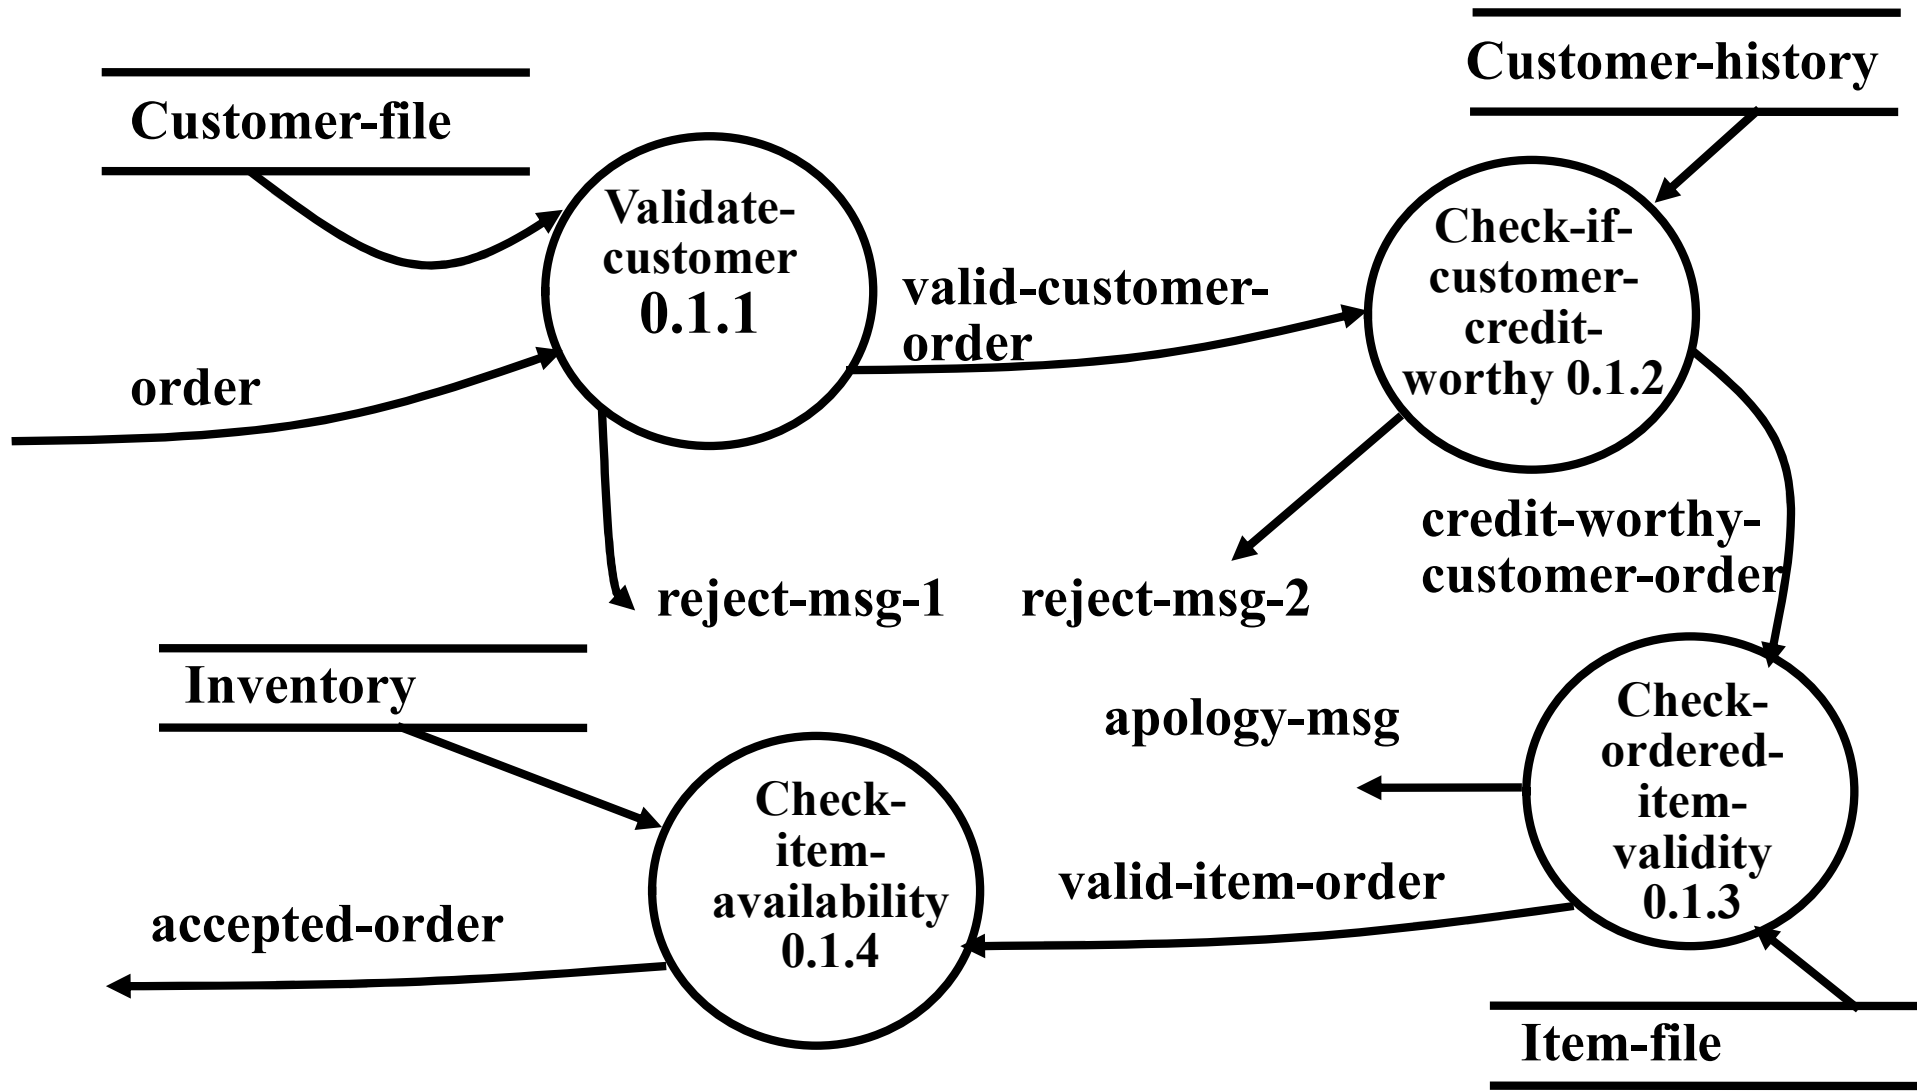 Customer-history
Customer-file
Validate-
customer
0.1.1
Check-if-
customer-
credit-
worthy 0.1.2
valid-customer-
order
order
credit-worthy-
customer-order
reject-msg-1
reject-msg-2
Inventory
apology-msg
Check-
ordered-
item-
validity
0.1.3
Check-
item-
availability
0.1.4
valid-item-order
accepted-order
Item-file